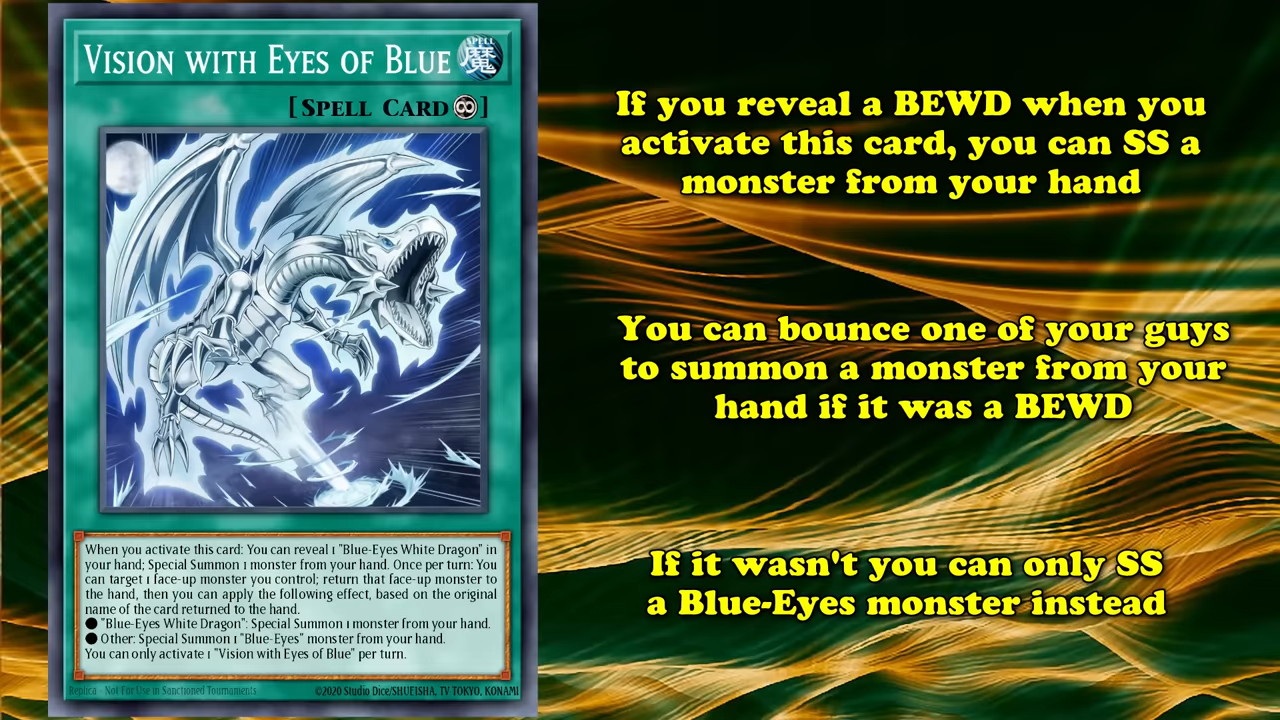 VISION WITH EYES OF BLUE
SPELL
魔
[SPELL CARD]
When you activate this card: You can reveal 1 "Blue-Eyes White Dragon" in
your hand; Special Summon 1 monster from your hand. Once per turn: You
can target 1 face-up monster you control; return that face-up monster to
the hand, then you can apply the following effect, based on the original
name of the card returned to the hand.
● "Blue-Eyes White Dragon": Special Summon 1 monster from your hand.
● Other: Special Summon 1 "Blue-Eyes" monster from your hand.
You can only activate 1 "Vision with Eyes of Blue" per turn.
Replica - Not For Use in Sanctioned Tournaments
©2020 Studio Dice/SHUEISHA, TV TOKYO, KONAMI
If you reveal a BEWD when you
activate this card, you can SS a
monster from your hand
You can bounce one of your guys
to summon a monster from your
hand if it was a BEWD
If it wasn't you can only SS
a Blue-Eyes monster instead